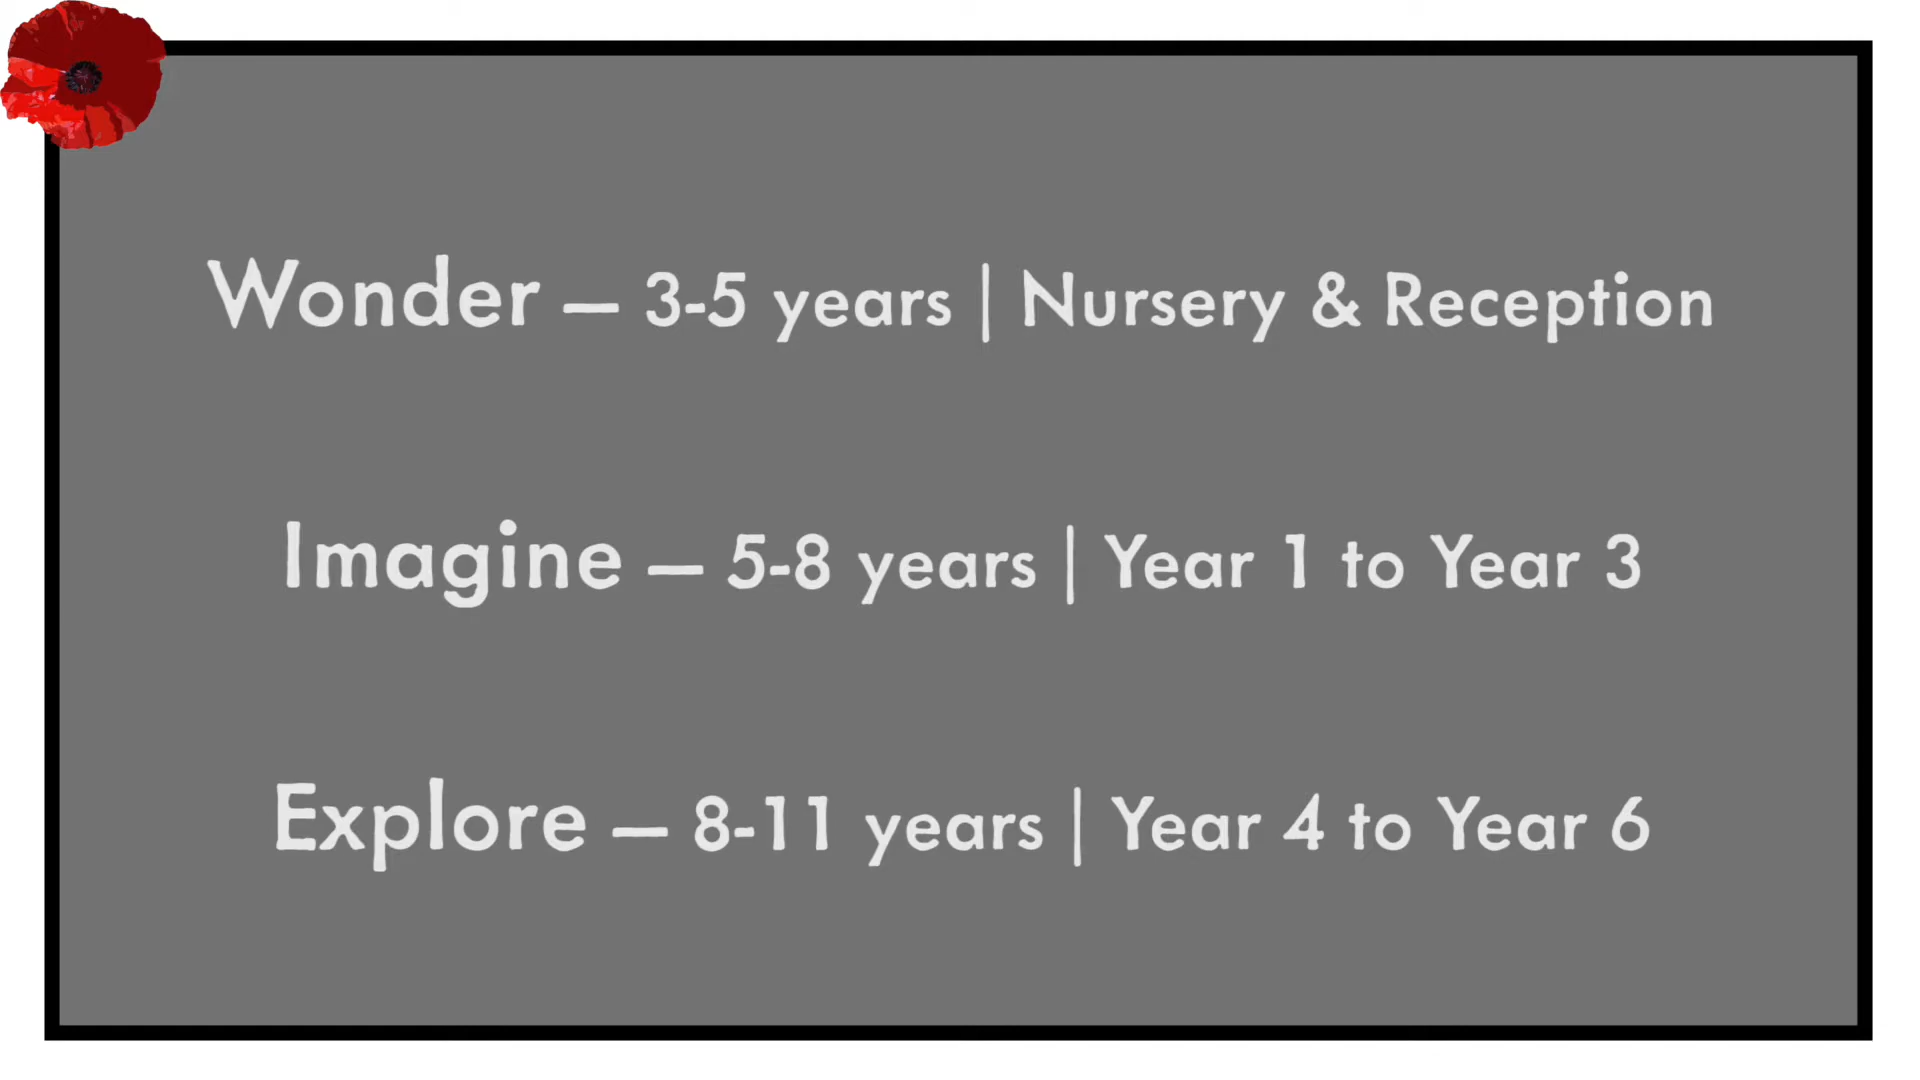 Wonder – 3-5 years | Nursery & Reception
Imagine – 5-8 years | Year 1 to Year 3
Explore – 8-11 years | Year 4 to Year 6